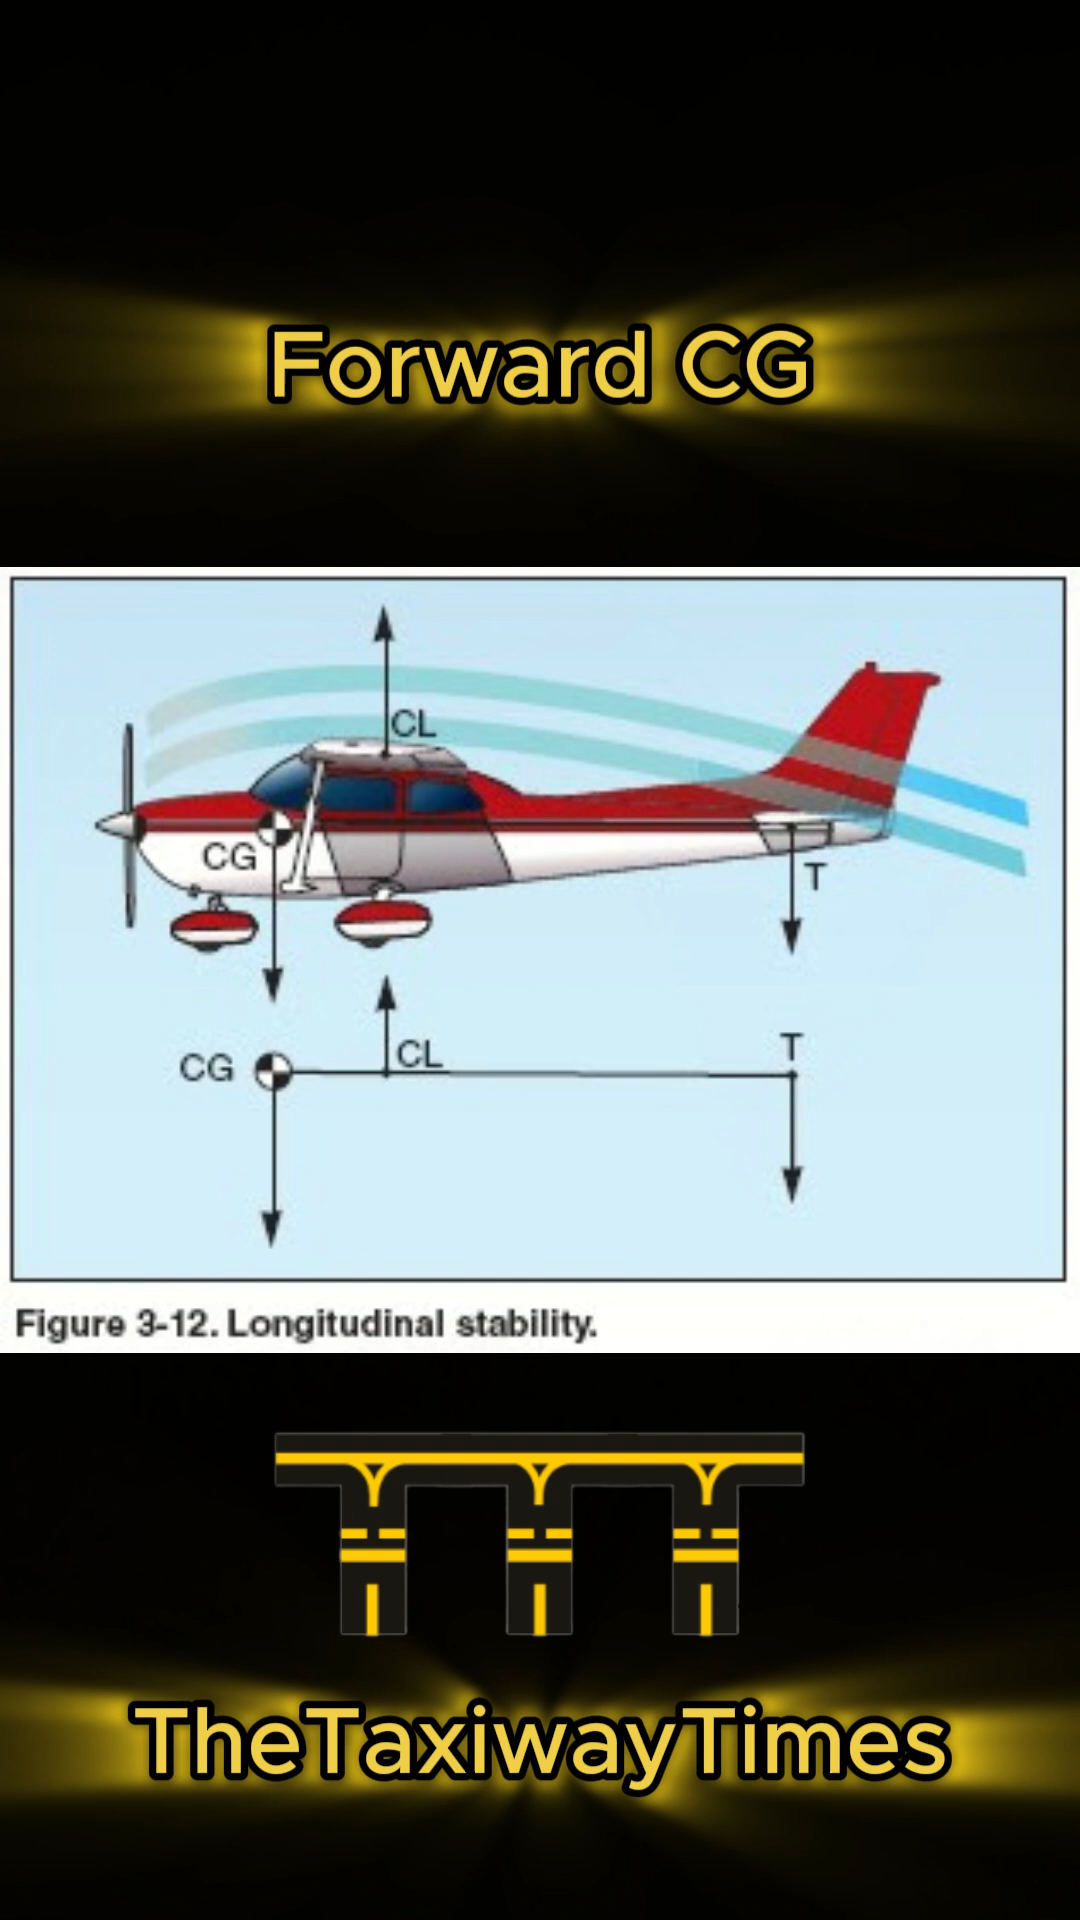 Forward CG
CL
CG
T
T
CG
CL
Figure 3-12. Longitudinal stability.
TheTaxiwayTimes